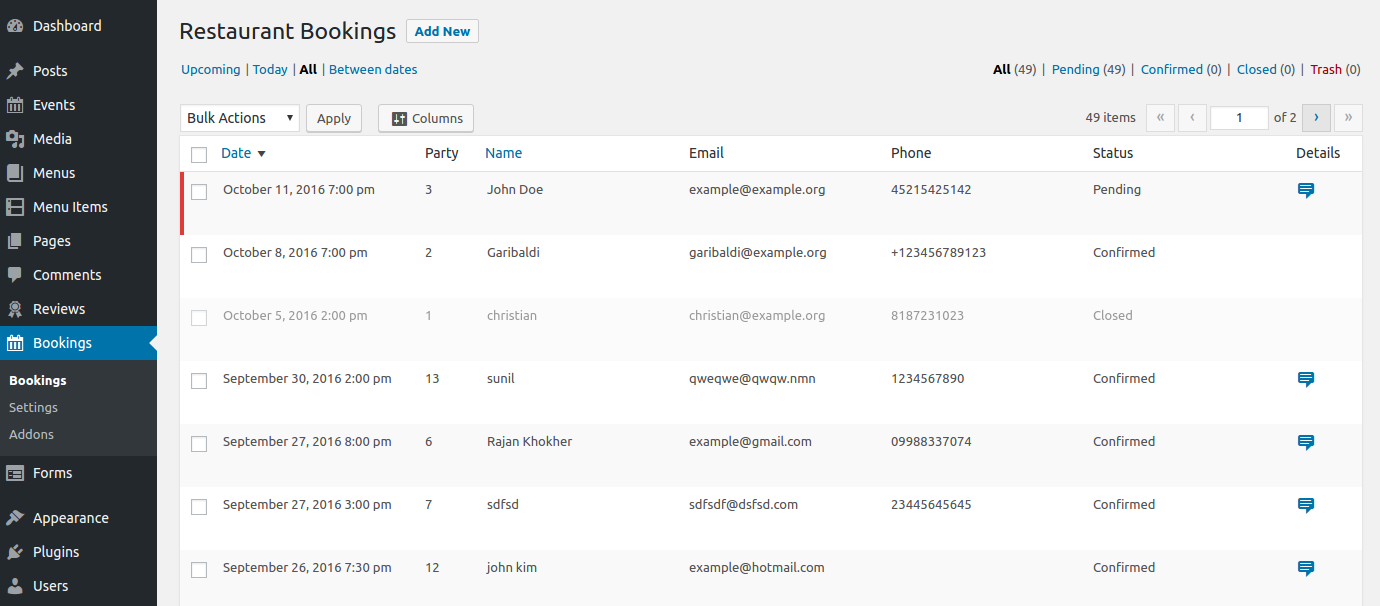 Dashboard
Posts
Events
Media
Menus
Menu Items
Pages
Comments
Reviews
Bookings
Bookings
Settings
Addons
Forms
Appearance
Plugins
Users
Restaurant Bookings Add New
Upcoming | Today | All | Between dates
All (49) | Pending (49) | Confirmed (0) | Closed (0) | Trash (0)
Bulk Actions ▼ Apply Columns
49 items « ‹ 1 of 2 › »
Date ▼ Party Name Email Phone Status Details
October 11, 2016 7:00 pm 3 John Doe example@example.org 45215425142 Pending
October 8, 2016 7:00 pm 2 Garibaldi garibaldi@example.org +123456789123 Confirmed
October 5, 2016 2:00 pm 1 christian christian@example.org 8187231023 Closed
September 30, 2016 2:00 pm 13 sunil qweqwe@qwqw.nmn 1234567890 Confirmed
September 27, 2016 8:00 pm 6 Rajan Khokher example@gmail.com 09988337074 Confirmed
September 27, 2016 3:00 pm 7 sdfsd sdfsdf@dsfsd.com 23445645645 Confirmed
September 26, 2016 7:30 pm 12 john kim example@hotmail.com Confirmed